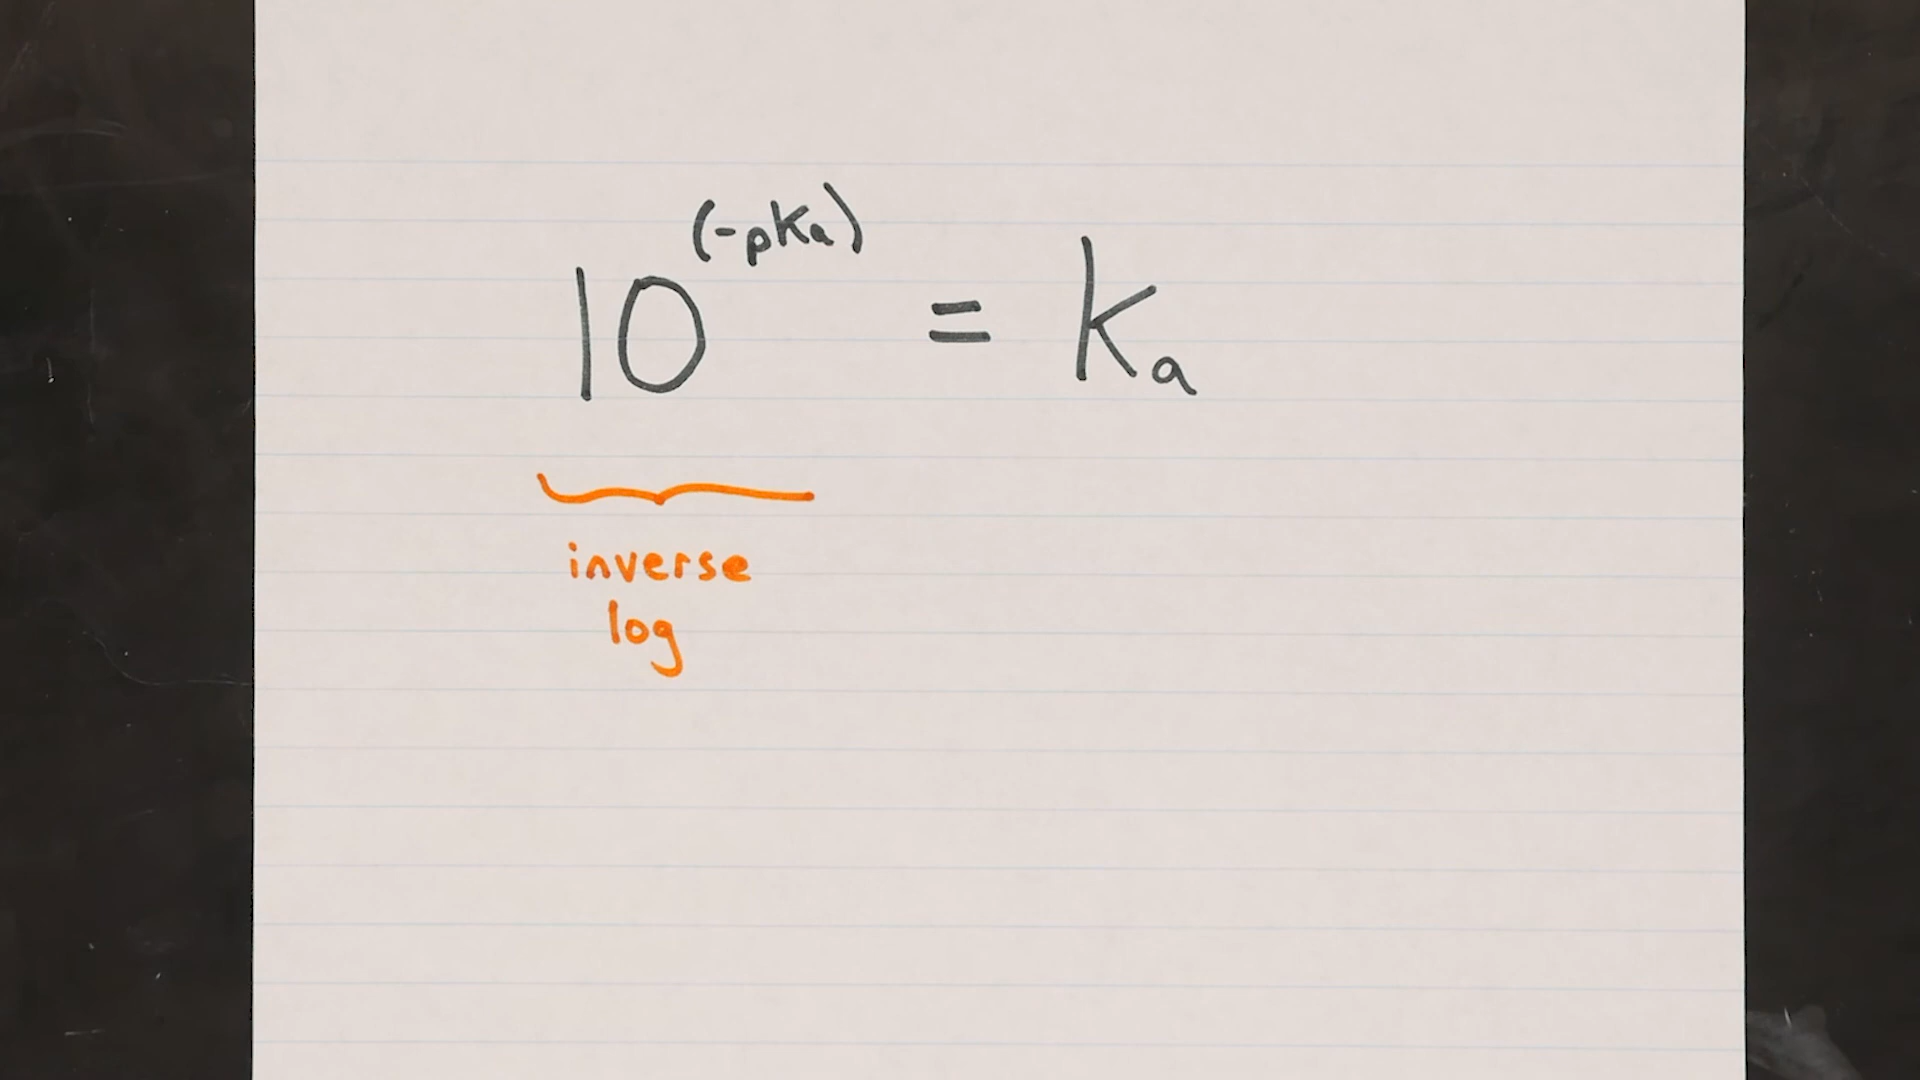 10^(-pKa) = Ka
inverse
log